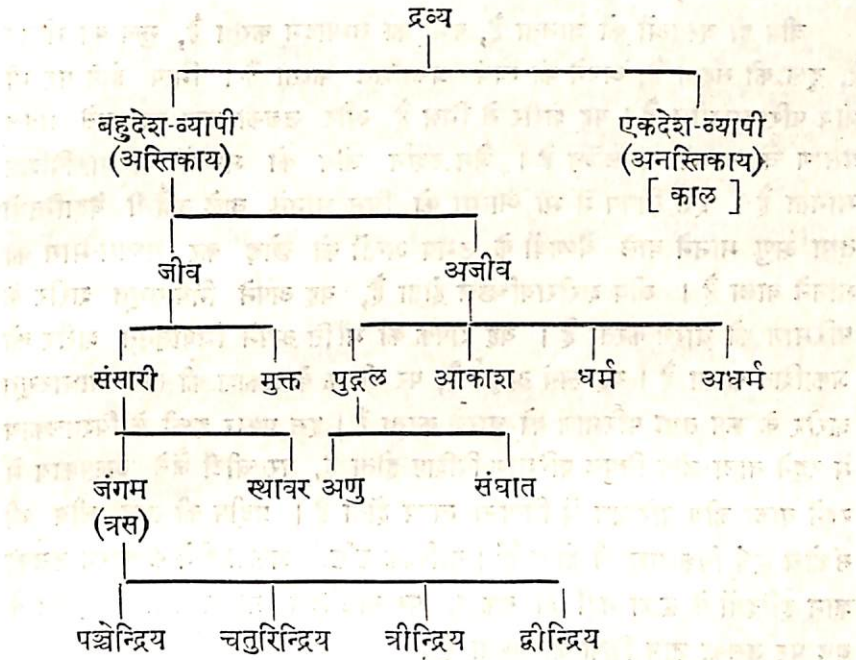 द्रव्य
बहुदेश-व्यापी एकदेश-व्यापी
(अस्तिकाय) (अनस्तिकाय)
[ काल ]
जीव अजीव
संसारी मुक्त पुद्गल आकाश धर्म अधर्म
जंगम स्थावर अणु संघात
(त्रस)
पञ्चेन्द्रिय चतुरिन्द्रिय त्रीन्द्रिय द्वीन्द्रिय